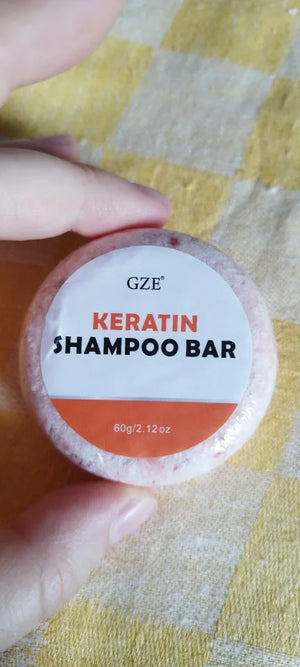 GZE®
KERATIN
SHAMPOO BAR
60g/2.12oz